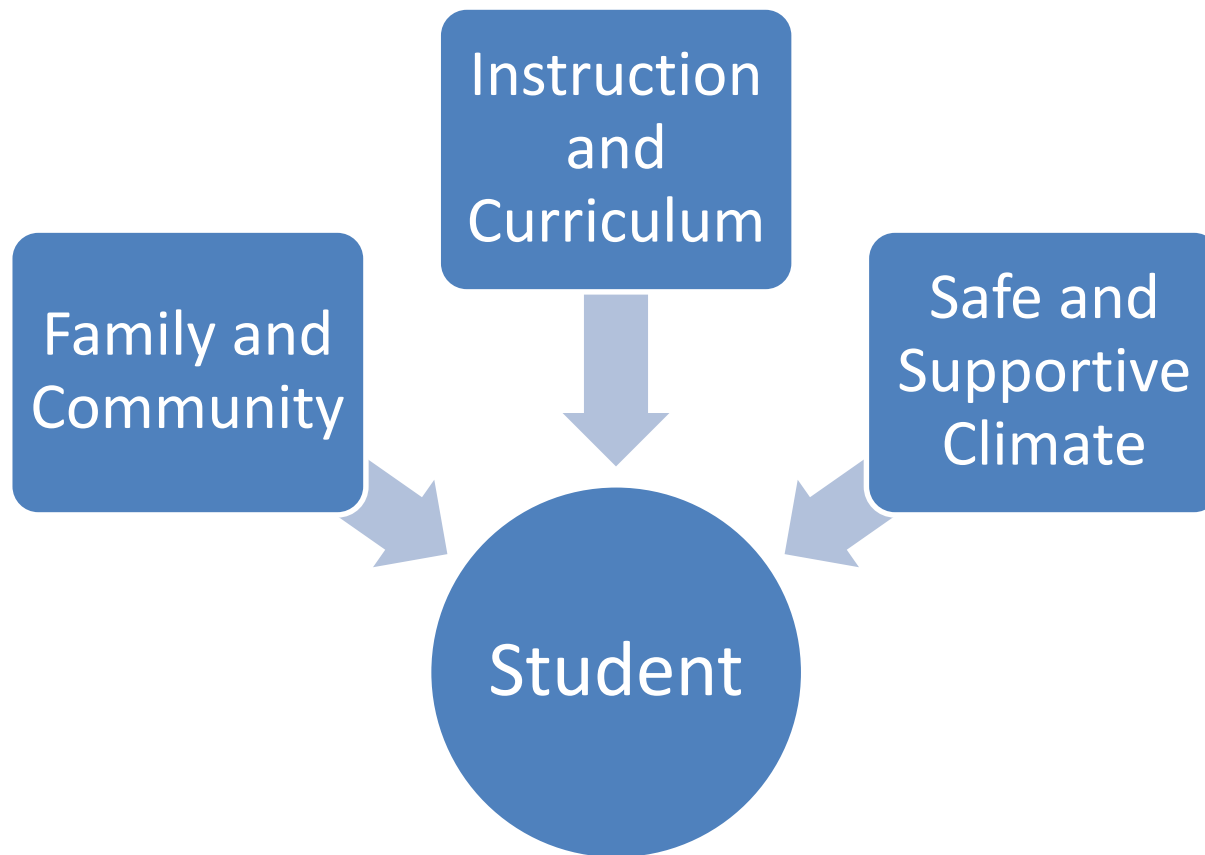 Instruction
and
Curriculum
Family and
Community
Safe and
Supportive
Climate
Student